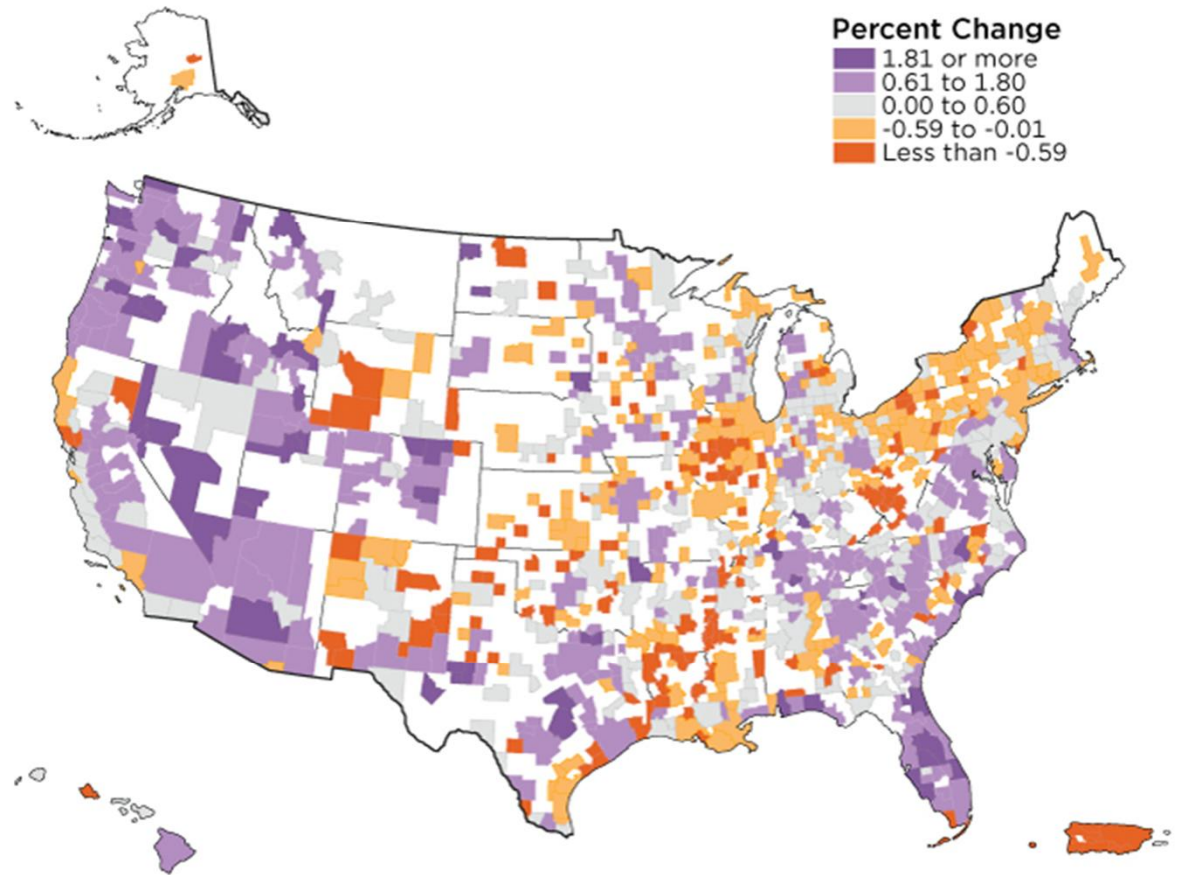 Percent Change
1.81 or more
0.61 to 1.80
0.00 to 0.60
-0.59 to -0.01
Less than -0.59